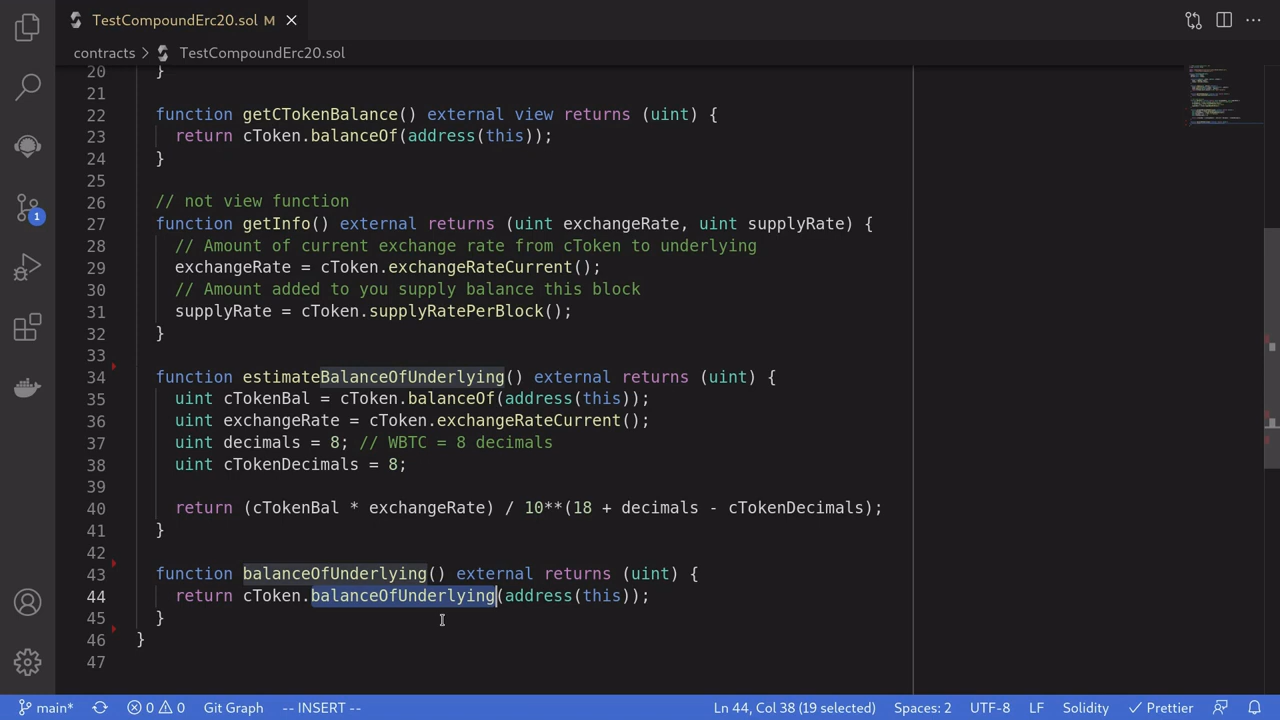 TestCompoundErc20.sol M
contracts > TestCompoundErc20.sol
20 }
21
22 function getCTokenBalance() external view returns (uint) {
23 return cToken.balanceOf(address(this));
24 }
25
26 // not view function
27 function getInfo() external returns (uint exchangeRate, uint supplyRate) {
28 // Amount of current exchange rate from cToken to underlying
29 exchangeRate = cToken.exchangeRateCurrent();
30 // Amount added to you supply balance this block
31 supplyRate = cToken.supplyRatePerBlock();
32 }
33
34 function estimateBalanceOfUnderlying() external returns (uint) {
35 uint cTokenBal = cToken.balanceOf(address(this));
36 uint exchangeRate = cToken.exchangeRateCurrent();
37 uint decimals = 8; // WBTC = 8 decimals
38 uint cTokenDecimals = 8;
39
40 return (cTokenBal * exchangeRate) / 10**(18 + decimals - cTokenDecimals);
41 }
42
43 function balanceOfUnderlying() external returns (uint) {
44 return cToken.balanceOfUnderlying(address(this));
45 }
46 }
47
1
main* 0 0 Git Graph -- INSERT -- Ln 44, Col 38 (19 selected) Spaces: 2 UTF-8 LF Solidity Prettier